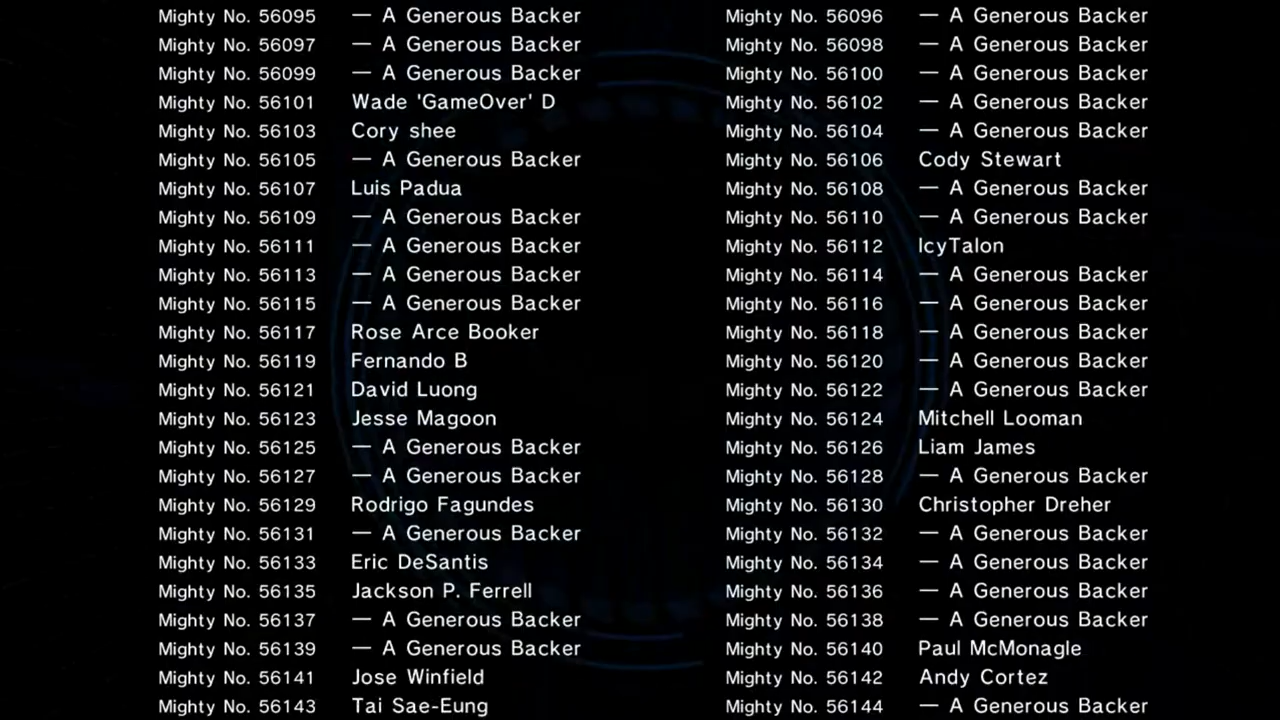 Mighty No. 56095 — A Generous Backer Mighty No. 56096 — A Generous Backer
Mighty No. 56097 — A Generous Backer Mighty No. 56098 — A Generous Backer
Mighty No. 56099 — A Generous Backer Mighty No. 56100 — A Generous Backer
Mighty No. 56101 Wade 'GameOver' D Mighty No. 56102 — A Generous Backer
Mighty No. 56103 Cory shee Mighty No. 56104 — A Generous Backer
Mighty No. 56105 — A Generous Backer Mighty No. 56106 Cody Stewart
Mighty No. 56107 Luis Padua Mighty No. 56108 — A Generous Backer
Mighty No. 56109 — A Generous Backer Mighty No. 56110 — A Generous Backer
Mighty No. 56111 — A Generous Backer Mighty No. 56112 IcyTalon
Mighty No. 56113 — A Generous Backer Mighty No. 56114 — A Generous Backer
Mighty No. 56115 — A Generous Backer Mighty No. 56116 — A Generous Backer
Mighty No. 56117 Rose Arce Booker Mighty No. 56118 — A Generous Backer
Mighty No. 56119 Fernando B Mighty No. 56120 — A Generous Backer
Mighty No. 56121 David Luong Mighty No. 56122 — A Generous Backer
Mighty No. 56123 Jesse Magoon Mighty No. 56124 Mitchell Looman
Mighty No. 56125 — A Generous Backer Mighty No. 56126 Liam James
Mighty No. 56127 — A Generous Backer Mighty No. 56128 — A Generous Backer
Mighty No. 56129 Rodrigo Fagundes Mighty No. 56130 Christopher Dreher
Mighty No. 56131 — A Generous Backer Mighty No. 56132 — A Generous Backer
Mighty No. 56133 Eric DeSantis Mighty No. 56134 — A Generous Backer
Mighty No. 56135 Jackson P. Ferrell Mighty No. 56136 — A Generous Backer
Mighty No. 56137 — A Generous Backer Mighty No. 56138 — A Generous Backer
Mighty No. 56139 — A Generous Backer Mighty No. 56140 Paul McMonagle
Mighty No. 56141 Jose Winfield Mighty No. 56142 Andy Cortez
Mighty No. 56143 Tai Sae-Eung Mighty No. 56144 — A Generous Backer